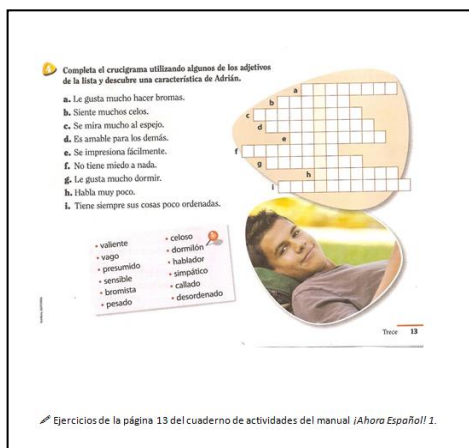 Completa el crucigrama utilizando algunos de los adjetivos
de la lista y descubre una característica de Adrián.
a. Le gusta mucho hacer bromas.
b. Siente muchos celos.
c. Se mira mucho al espejo.
d. Es amable para los demás.
e. Se impresiona fácilmente.
f. No tiene miedo a nada.
g. Le gusta mucho dormir.
h. Habla muy poco.
i. Tiene siempre sus cosas poco ordenadas.
a
b
c
d
e
f
g
h
i
• valiente
• vago
• presumido
• sensible
• bromista
• pesado
• celoso
• dormilón
• hablador
• simpático
• callado
• desordenado
Trece 13
Ejercicios de la página 13 del cuaderno de actividades del manual ¡Ahora Español! 1.